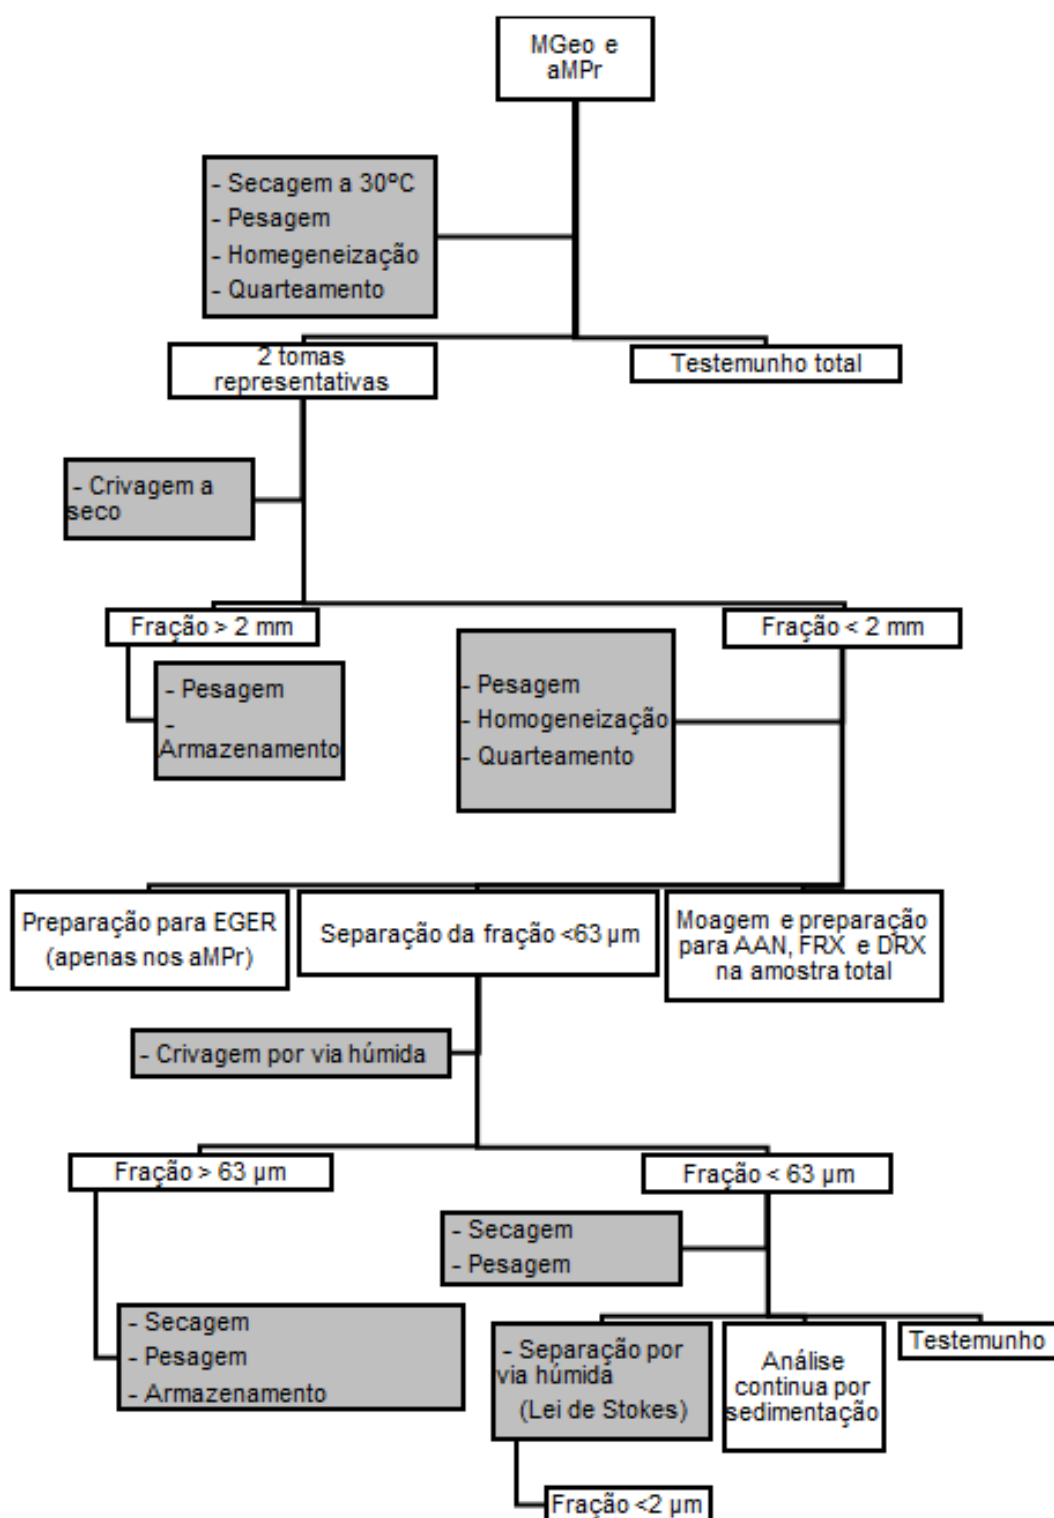 MGeo e
aMPr
- Secagem a 30ºC
- Pesagem
- Homegeneização
- Quarteamento
2 tomas
representativas
Testemunho total
- Crivagem a
seco
Fração > 2 mm
Fração < 2 mm
- Pesagem
-
Armazenamento
- Pesagem
- Homogeneização
- Quarteamento
Preparação para EGER
(apenas nos aMPr)
Separação da fração <63 µm
Moagem e preparação
para AAN, FRX e DRX
na amostra total
- Crivagem por via húmida
Fração > 63 µm
Fração < 63 µm
- Secagem
- Pesagem
- Secagem
- Pesagem
- Armazenamento
- Separação por
via húmida
(Lei de Stokes)
Análise
continua por
sedimentação
Testemunho
Fração <2 µm